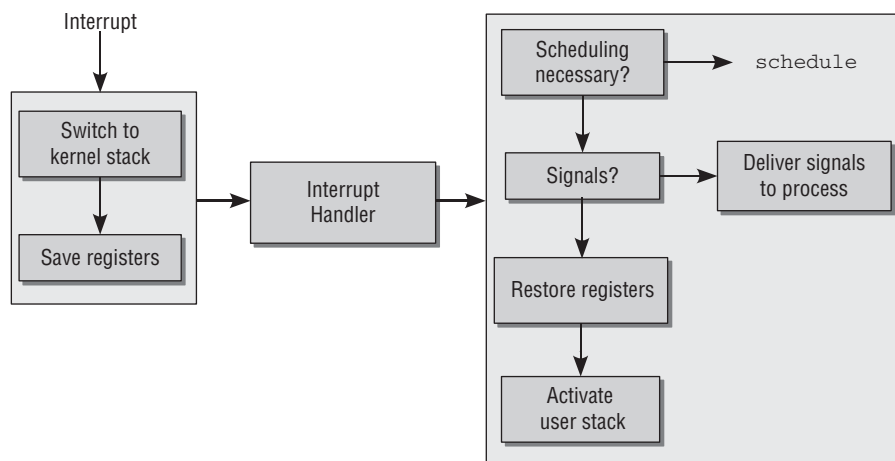 Interrupt
Switch to
kernel stack
Save registers
Interrupt
Handler
Scheduling
necessary?
schedule
Signals?
Deliver signals
to process
Restore registers
Activate
user stack